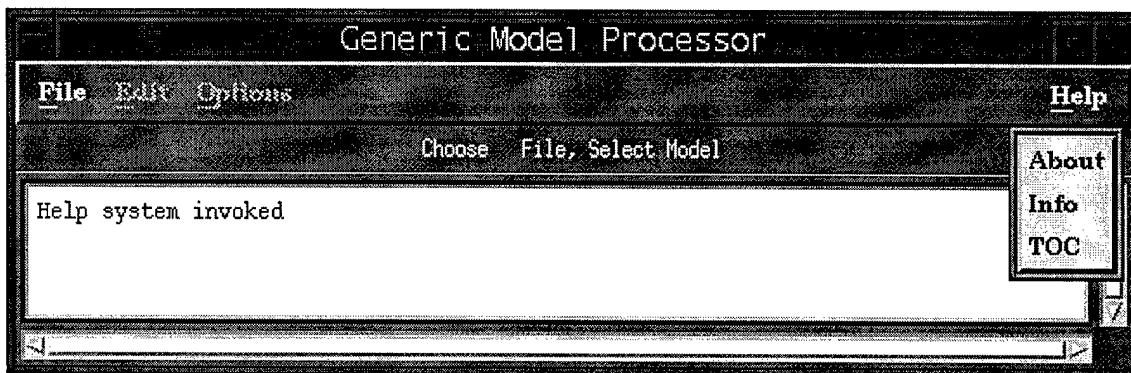 Generic Model Processor
File Edit Options Help
Choose File, Select Model
About
Help system invoked
Info
TOC